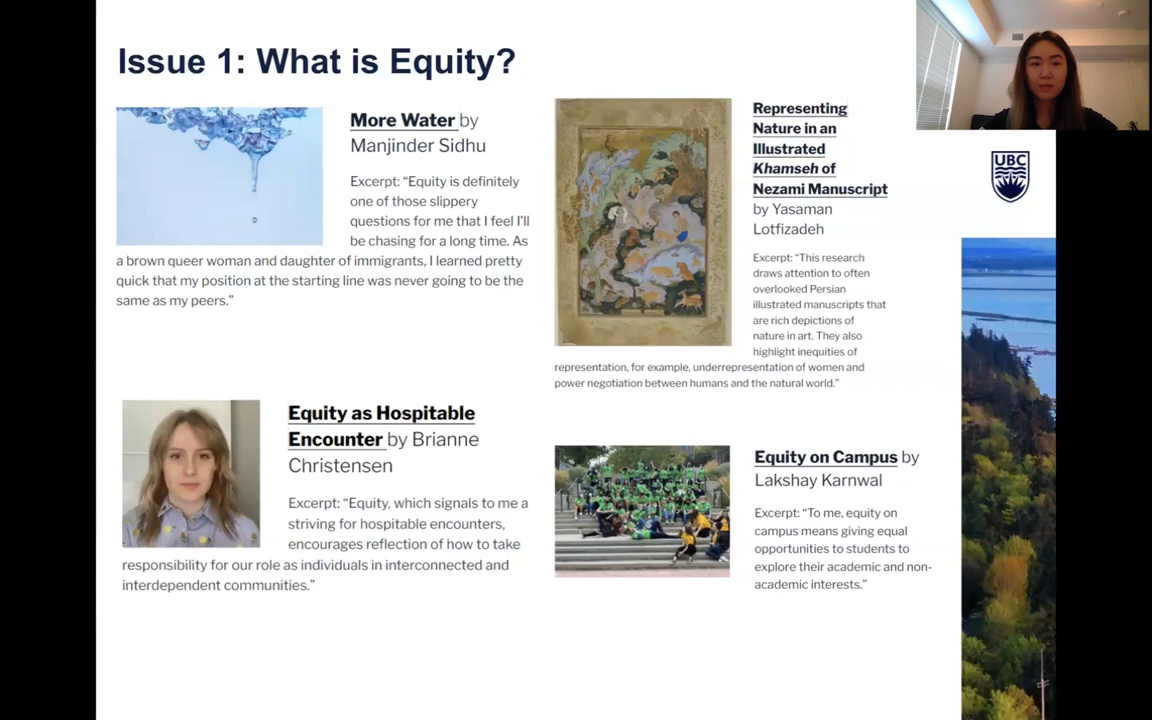 Issue 1: What is Equity?
More Water by
Manjinder Sidhu
Excerpt: “Equity is definitely
one of those slippery
questions for me that I feel I’ll
be chasing for a long time. As
a brown queer woman and daughter of immigrants, I learned pretty
quick that my position at the starting line was never going to be the
same as my peers.”
Representing
Nature in an
Illustrated
Khamseh of
Nezami Manuscript
by Yasaman
Lotfizadeh
Excerpt: “This research
draws attention to often
overlooked Persian
illustrated manuscripts that
are rich depictions of
nature in art. They also
highlight inequities of
representation, for example, underrepresentation of women and
power negotiation between humans and the natural world.”
Equity as Hospitable
Encounter by Brianne
Christensen
Excerpt: “Equity, which signals to me a
striving for hospitable encounters,
encourages reflection of how to take
responsibility for our role as individuals in interconnected and
interdependent communities.”
Equity on Campus by
Lakshay Karnwal
Excerpt: “To me, equity on
campus means giving equal
opportunities to students to
explore their academic and non-
academic interests.”
UBC